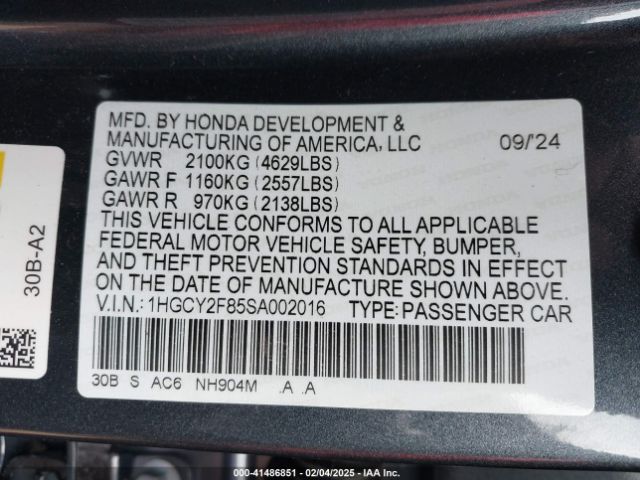 MFD. BY HONDA DEVELOPMENT &
MANUFACTURING OF AMERICA, LLC 09/24
GVWR 2100KG (4629LBS)
GAWR F 1160KG (2557LBS)
GAWR R 970KG (2138LBS)
THIS VEHICLE CONFORMS TO ALL APPLICABLE
FEDERAL MOTOR VEHICLE SAFETY, BUMPER,
AND THEFT PREVENTION STANDARDS IN EFFECT
ON THE DATE OF MANUFACTURE SHOWN ABOVE.
V.I.N.: 1HGCY2F85SA002016 TYPE: PASSENGER CAR
30B S AC6 NH904M .A .A
30B-A2
000-41486851 - 02/04/2025 - IAA Inc.